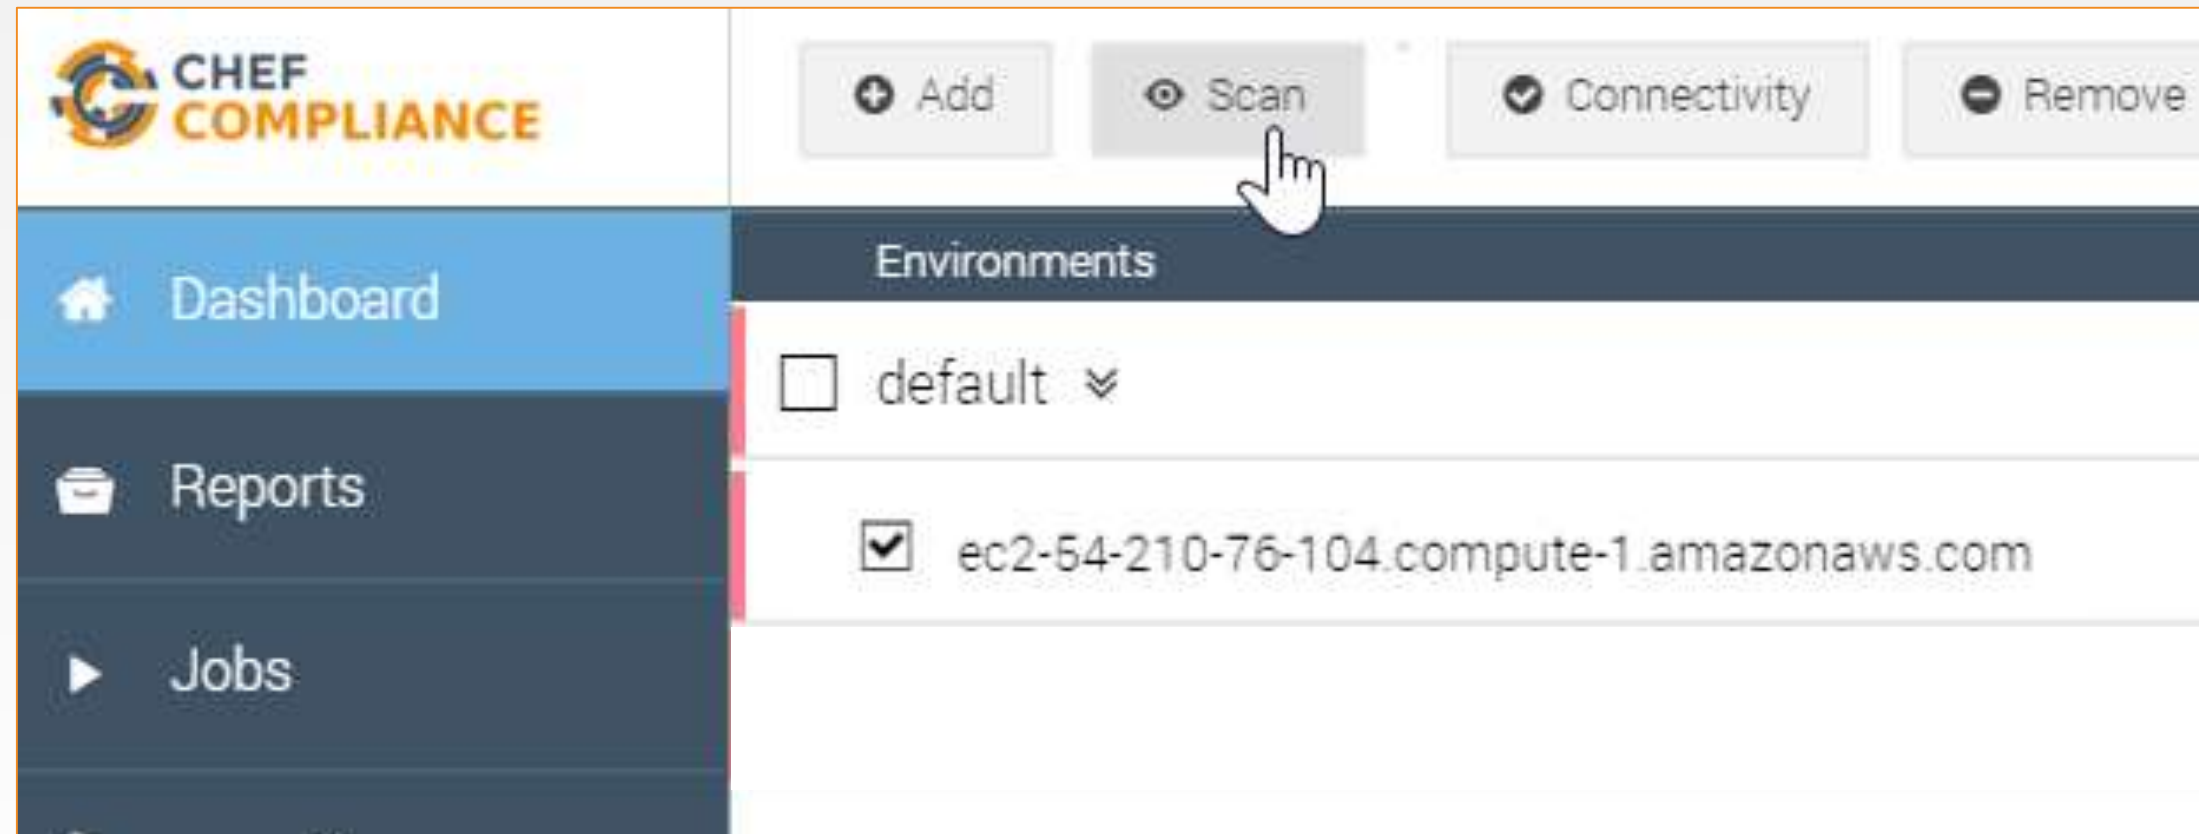 CHEF
COMPLIANCE
Add
Scan
Connectivity
Remove
Dashboard
Reports
Jobs
Environments
default
ec2-54-210-76-104.compute-1.amazonaws.com